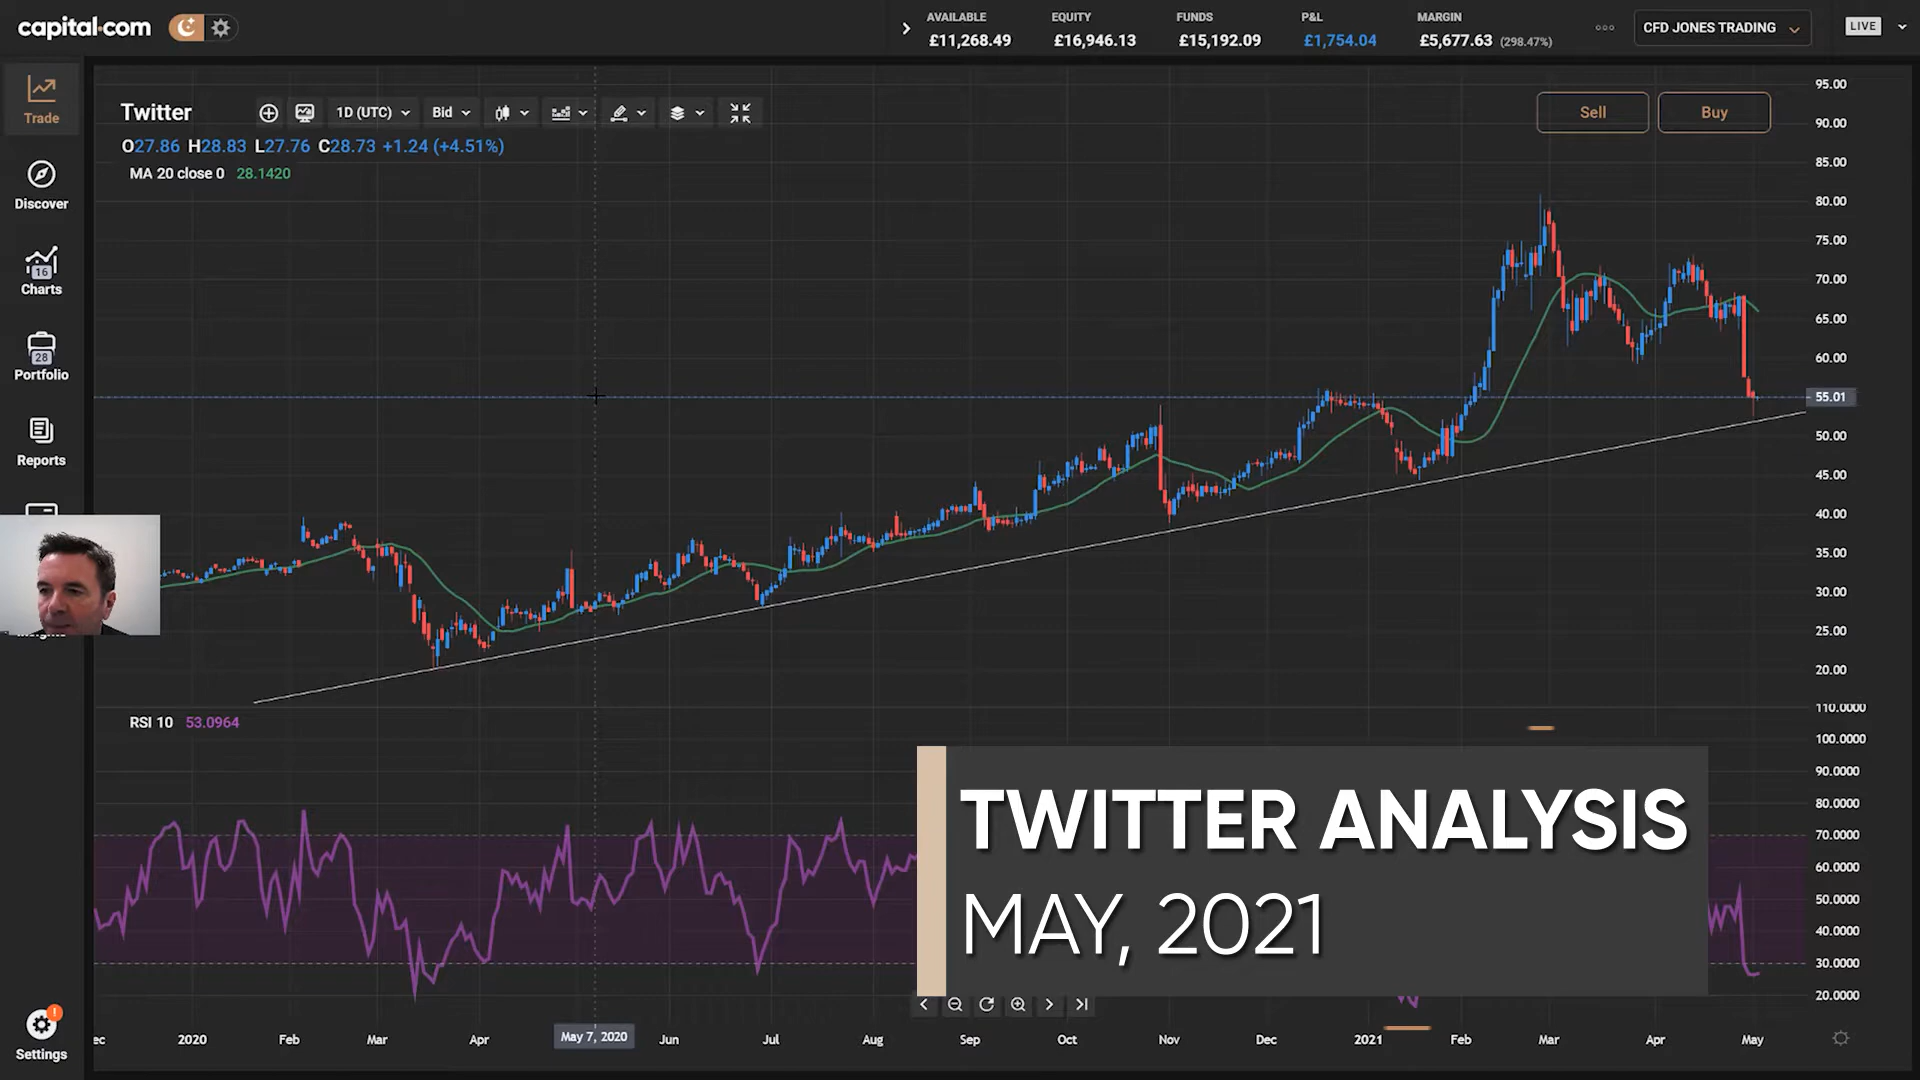 capital.com
AVAILABLE EQUITY FUNDS P&L MARGIN
£11,268.49 £16,946.13 £15,192.09 £1,754.04 £5,677.63 (298.47%)
CFD JONES TRADING
LIVE
Trade
Discover
16
Charts
28
Portfolio
Reports
Settings
!
Twitter
1D (UTC) Bid
Sell Buy
O27.86 H28.83 L27.76 C28.73 +1.24 (+4.51%)
MA 20 close 0 28.1420
95.00
90.00
85.00
80.00
75.00
70.00
65.00
60.00
55.01
50.00
45.00
40.00
35.00
30.00
25.00
20.00
RSI 10 53.0964
110.0000
100.0000
90.0000
80.0000
70.0000
60.0000
50.0000
40.0000
30.0000
20.0000
TWITTER ANALYSIS
MAY, 2021
ec 2020 Feb Mar Apr May 7, 2020 Jun Jul Aug Sep Oct Nov Dec 2021 Feb Mar Apr May